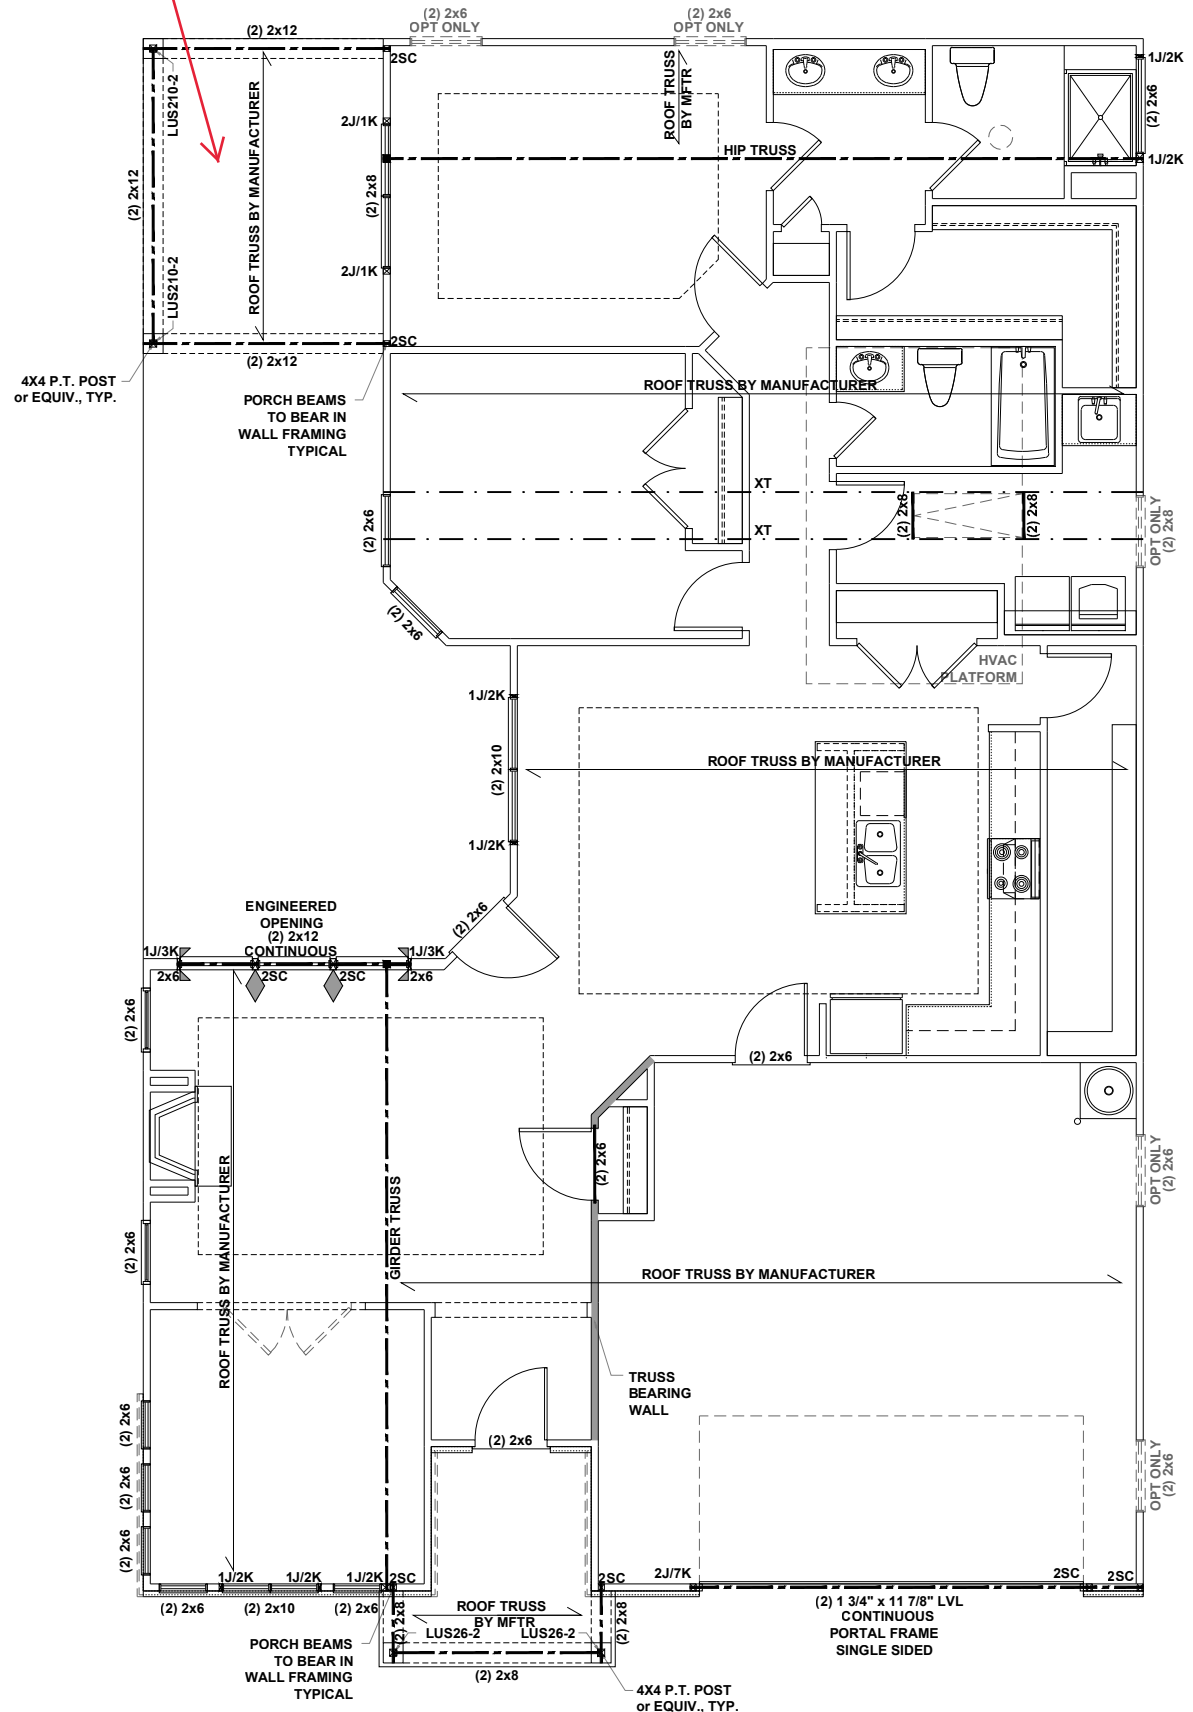 (2) 2x6
OPT ONLY
(2) 2x6
OPT ONLY
(2) 2x12
2SC
1J/2K
LUS210-2
ROOF TRUSS BY MANUFACTURER
ROOF TRUSS
BY MFTR
(2) 2x6
2J/1K
HIP TRUSS
1J/2K
(2) 2x12
(2) 2x8
2J/1K
LUS210-2
2SC
(2) 2x12
4X4 P.T. POST
or EQUIV., TYP.
PORCH BEAMS
TO BEAR IN
WALL FRAMING
TYPICAL
ROOF TRUSS BY MANUFACTURER
XT
XT
(2) 2x6
(2) 2x8
(2) 2x8
OPT ONLY
(2) 2x8
(2) 2x6
HVAC
PLATFORM
1J/2K
(2) 2x10
ROOF TRUSS BY MANUFACTURER
1J/2K
(2) 2x6
ENGINEERED
OPENING
(2) 2x12
CONTINUOUS
1J/3K
1J/3K
2x6
2SC
2SC
2x6
(2) 2x6
(2) 2x6
(2) 2x6
OPT ONLY
(2) 2x6
ROOF TRUSS BY MANUFACTURER
GIRDER TRUSS
(2) 2x6
ROOF TRUSS BY MANUFACTURER
TRUSS
BEARING
WALL
(2) 2x6
(2) 2x6
(2) 2x6
(2) 2x6
OPT ONLY
(2) 2x6
1J/2K
1J/2K
1J/2K
2SC
2SC
2J/7K
2SC
2SC
(2) 2x6
(2) 2x10
(2) 2x6
(2) 2x8
ROOF TRUSS
BY MFTR
(2) 2x8
LUS26-2
LUS26-2
(2) 2x8
(2) 1 3/4" x 11 7/8" LVL
CONTINUOUS
PORTAL FRAME
SINGLE SIDED
PORCH BEAMS
TO BEAR IN
WALL FRAMING
TYPICAL
4X4 P.T. POST
or EQUIV., TYP.